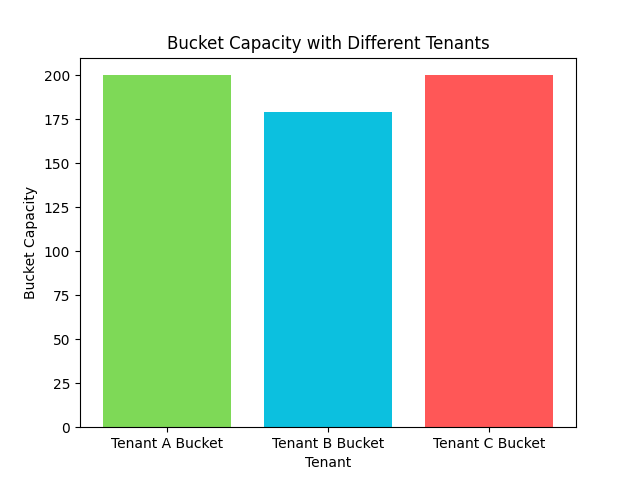 Bucket Capacity with Different Tenants
Bucket Capacity
200
175
150
125
100
75
50
25
0
Tenant A Bucket
Tenant B Bucket
Tenant C Bucket
Tenant